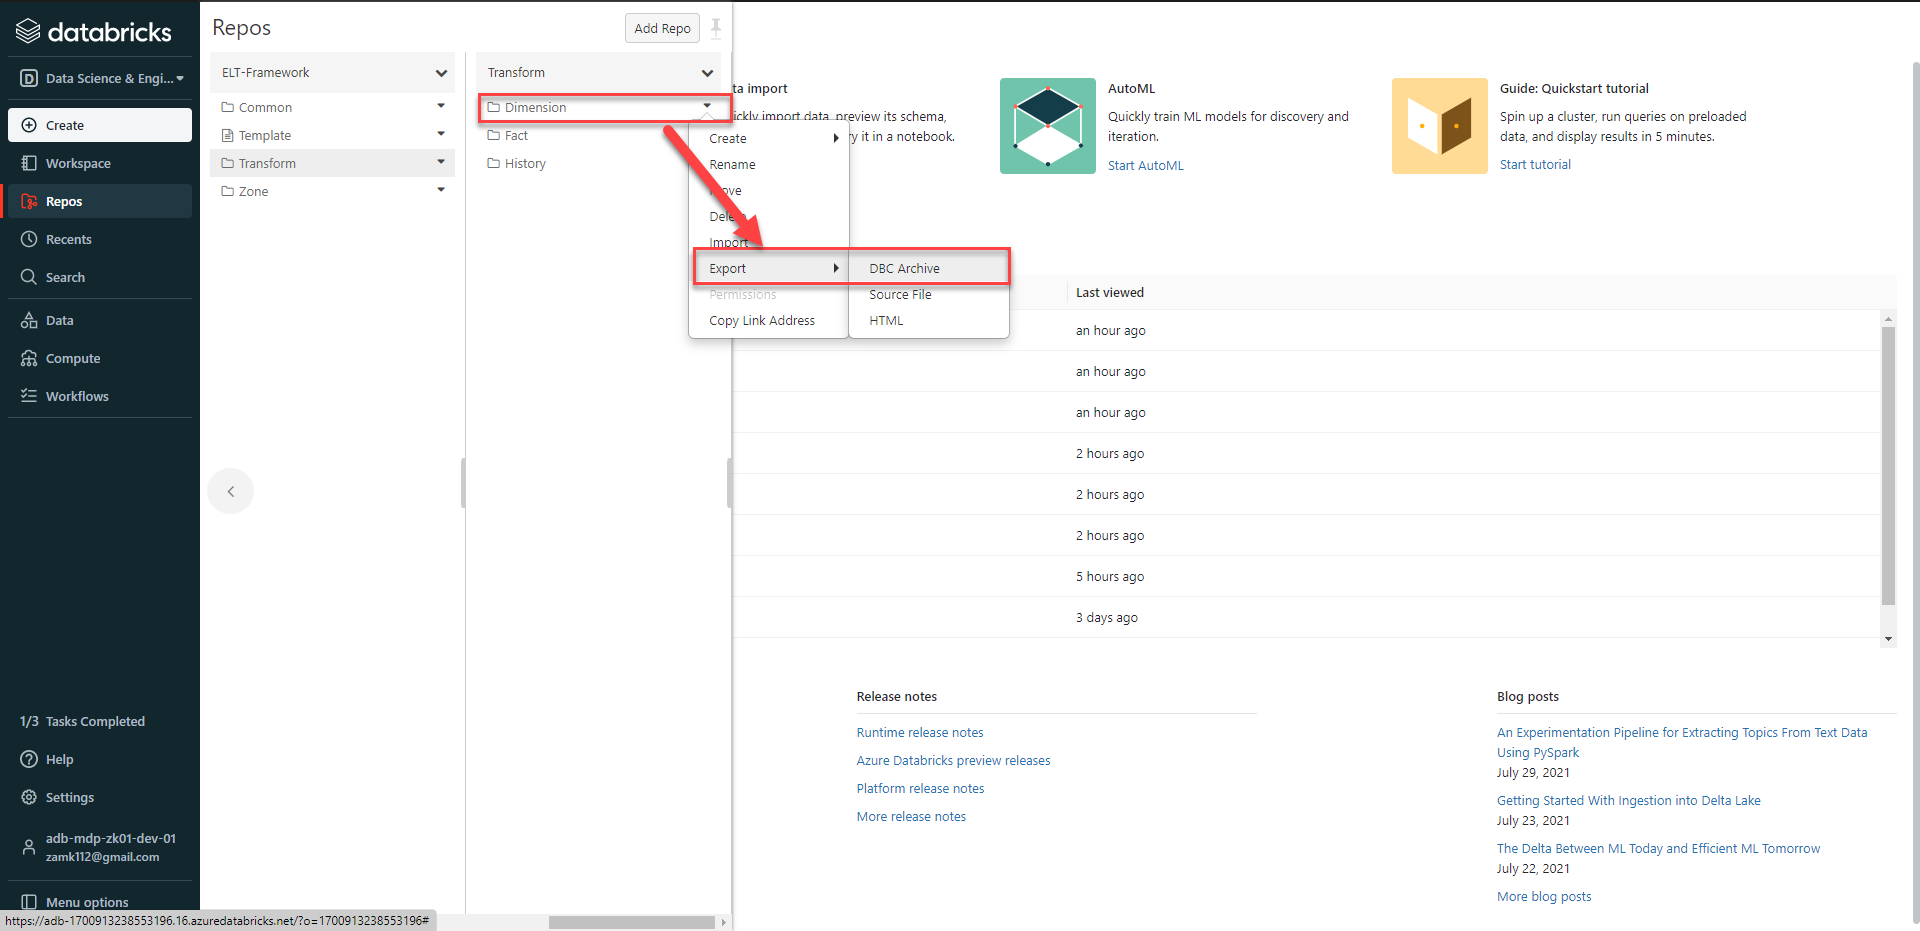 databricks
Data Science & Engi...
Create
Workspace
Repos
Recents
Search
Data
Compute
Workflows
1/3 Tasks Completed
Help
Settings
adb-mdp-zk01-dev-01
zamk112@gmail.com
Menu options
https://adb-1700913238553196.16.azuredatabricks.net/?o=1700913238553196#
Repos
Add Repo
ELT-Framework
Common
Template
Transform
Zone
Transform
Dimension
Fact
History
Create
Rename
Import
Export
Permissions
Copy Link Address
DBC Archive
Source File
HTML
import
import data, preview its schema,
it in a notebook.
AutoML
Quickly train ML models for discovery and
iteration.
Start AutoML
Guide: Quickstart tutorial
Spin up a cluster, run queries on preloaded
data, and display results in 5 minutes.
Start tutorial
Last viewed
an hour ago
an hour ago
an hour ago
2 hours ago
2 hours ago
2 hours ago
5 hours ago
3 days ago
Release notes
Runtime release notes
Azure Databricks preview releases
Platform release notes
More release notes
Blog posts
An Experimentation Pipeline for Extracting Topics From Text Data
Using PySpark
July 29, 2021
Getting Started With Ingestion into Delta Lake
July 23, 2021
The Delta Between ML Today and Efficient ML Tomorrow
July 22, 2021
More blog posts